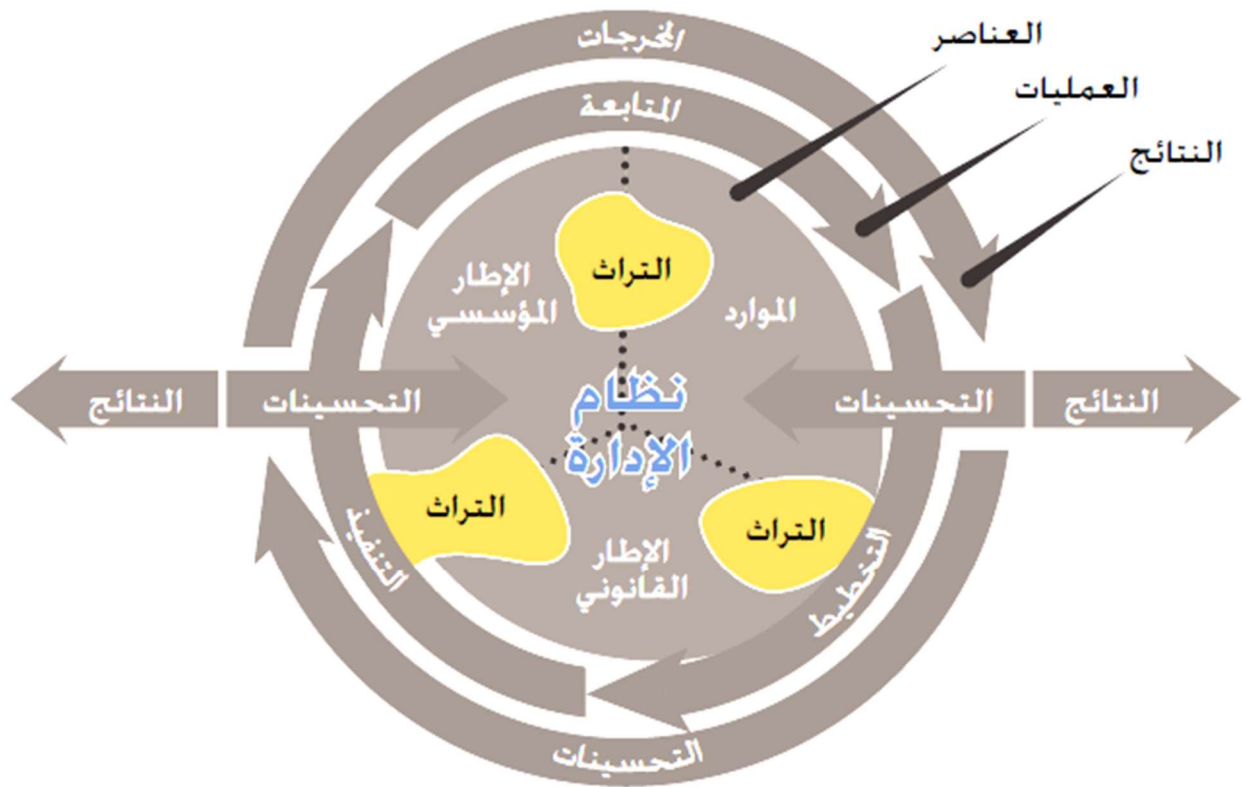 العناصر
العمليات
النتائج
المخرجات
المتابعة
التراث
الإطار
المؤسسي
الموارد
نظام
الإدارة
النتائج
التحسينات
التحسينات
النتائج
التراث
التراث
الإطار
القانوني
التخطيط
التنفيذ
التحسينات